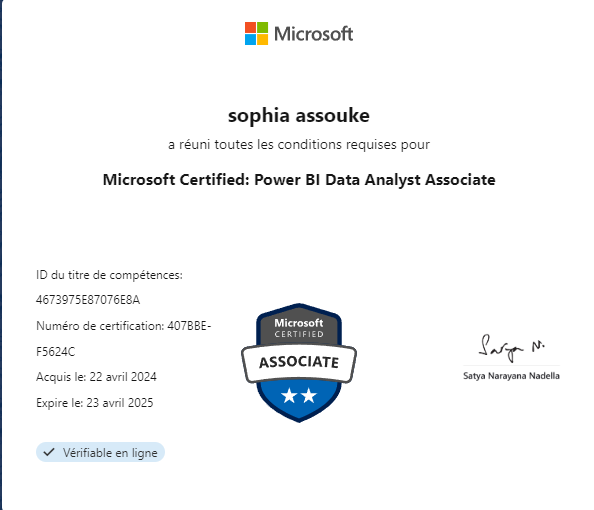 Microsoft
sophia assouke
a réuni toutes les conditions requises pour
Microsoft Certified: Power BI Data Analyst Associate
ID du titre de compétences:
4673975E87076E8A
Numéro de certification: 407BBE-
F5624C
Acquis le: 22 avril 2024
Expire le: 23 avril 2025
Vérifiable en ligne
Microsoft
CERTIFIED
ASSOCIATE
Satya N.
Satya Narayana Nadella